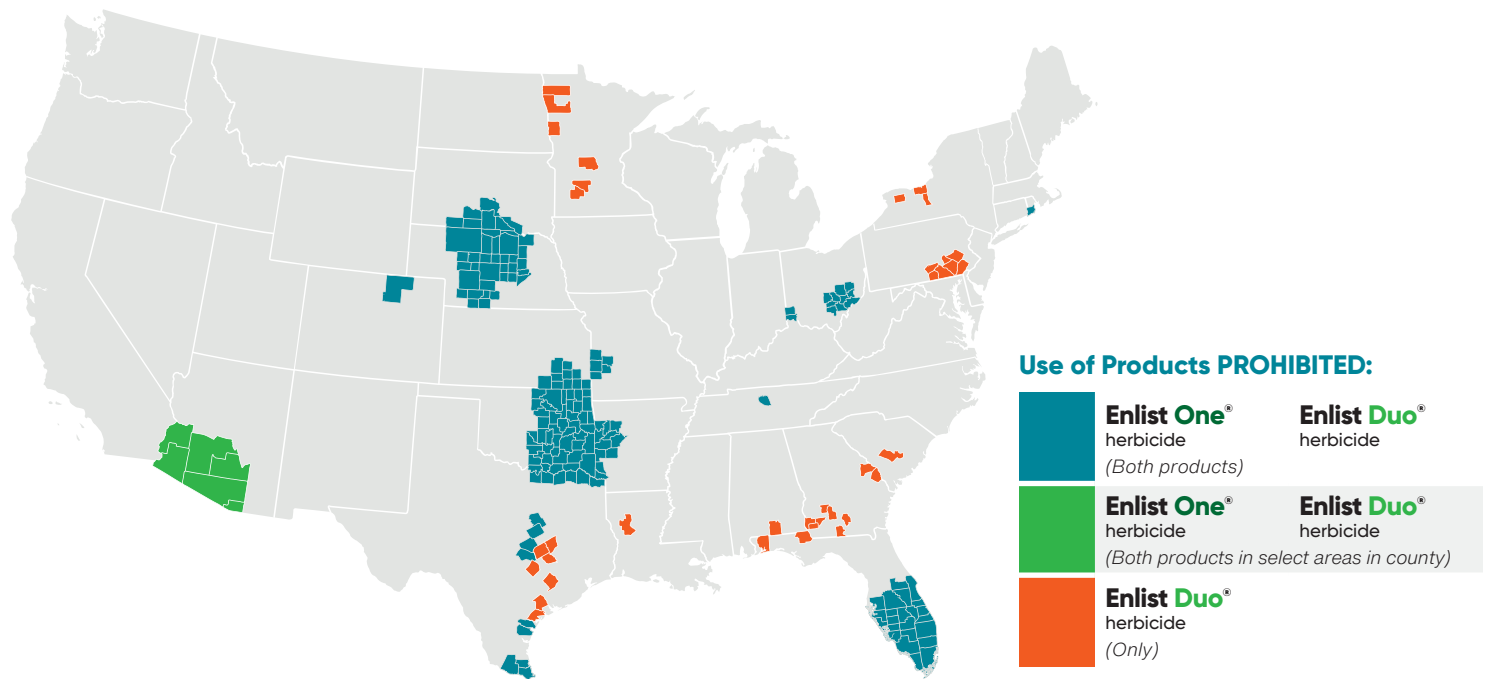 Use of Products PROHIBITED:
Enlist One® Enlist Duo®
herbicide herbicide
(Both products)
Enlist One® Enlist Duo®
herbicide herbicide
(Both products in select areas in county)
Enlist Duo®
herbicide
(Only)